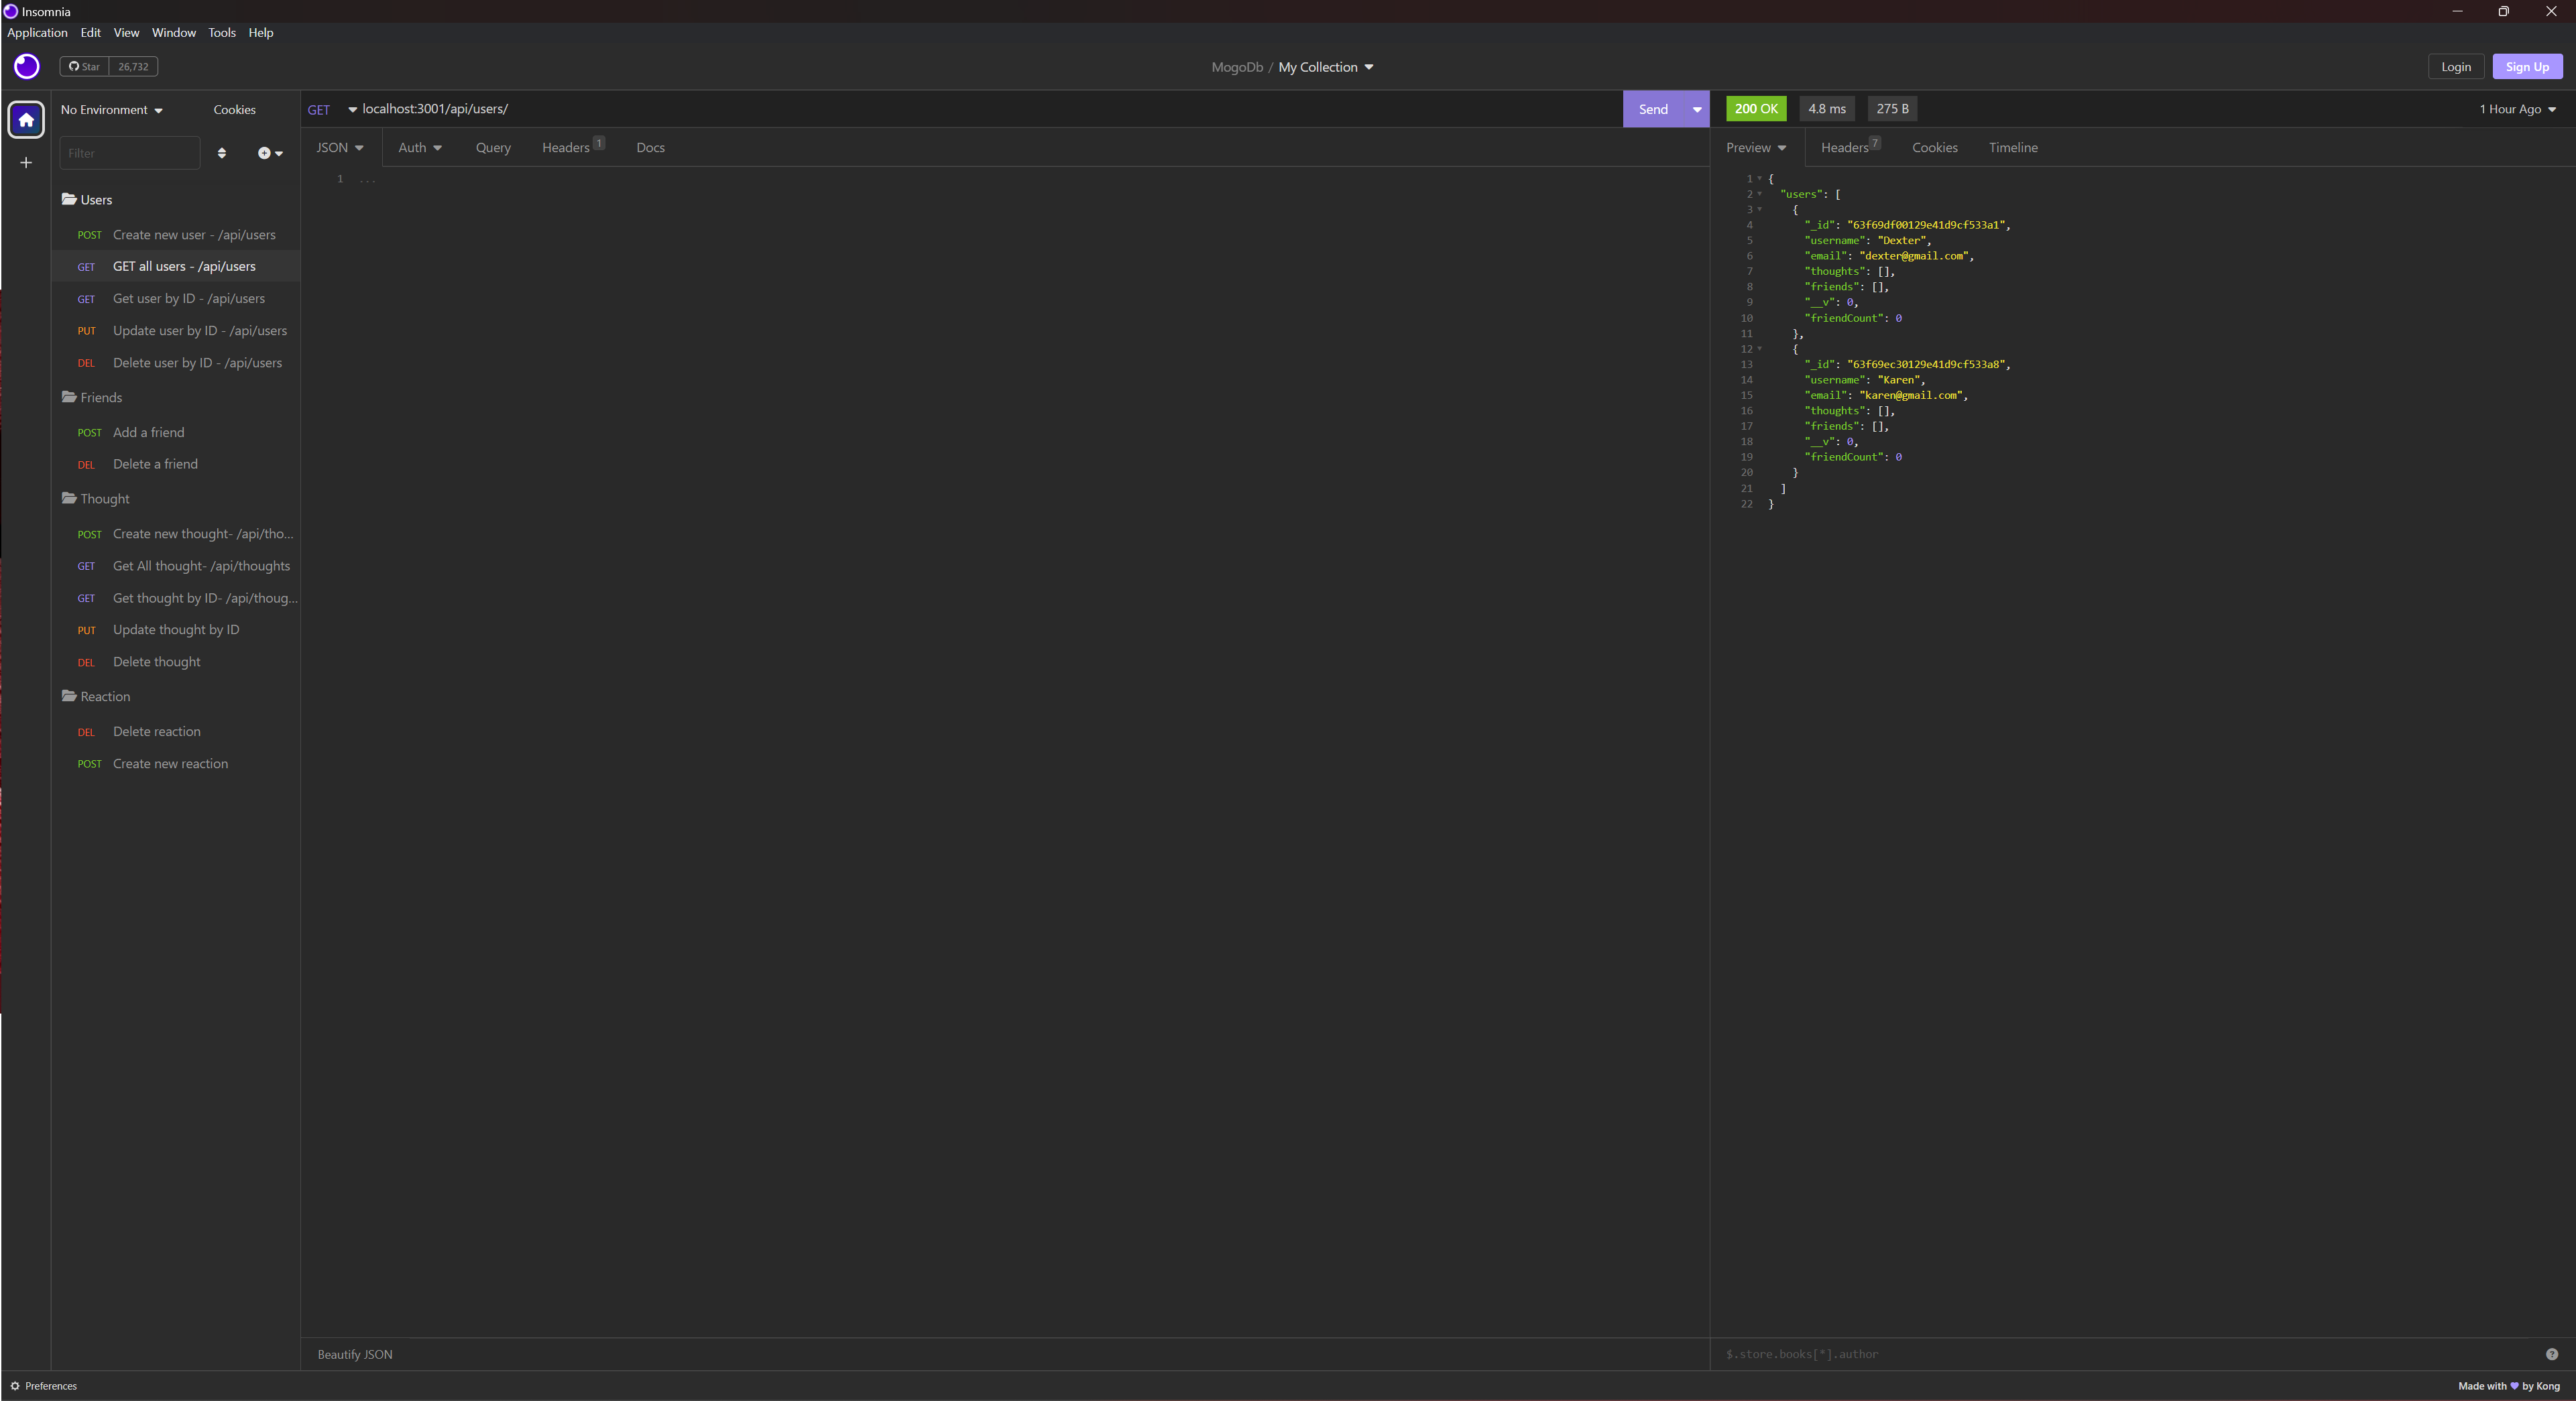 Insomnia
Application Edit View Window Tools Help
Star 26,732
MogoDb / My Collection
Login Sign Up
No Environment Cookies
Filter
Users
POST Create new user - /api/users
GET GET all users - /api/users
GET Get user by ID - /api/users
PUT Update user by ID - /api/users
DEL Delete user by ID - /api/users
Friends
POST Add a friend
DEL Delete a friend
Thought
POST Create new thought- /api/tho...
GET Get All thought- /api/thoughts
GET Get thought by ID- /api/thoug...
PUT Update thought by ID
DEL Delete thought
Reaction
DEL Delete reaction
POST Create new reaction
GET localhost:3001/api/users/
Send
JSON Auth Query Headers 1 Docs
1 ...
Beautify JSON
200 OK 4.8 ms 275 B 1 Hour Ago
Preview Headers 7 Cookies Timeline
1 {
2 "users": [
3 {
4 "_id": "63f69df00129e41d9cf533a1",
5 "username": "Dexter",
6 "email": "dexter@gmail.com",
7 "thoughts": [],
8 "friends": [],
9 "__v": 0,
10 "friendCount": 0
11 },
12 {
13 "_id": "63f69ec30129e41d9cf533a8",
14 "username": "Karen",
15 "email": "karen@gmail.com",
16 "thoughts": [],
17 "friends": [],
18 "__v": 0,
19 "friendCount": 0
20 }
21 ]
22 }
$.store.books[*].author
?
Preferences
Made with 💜 by Kong